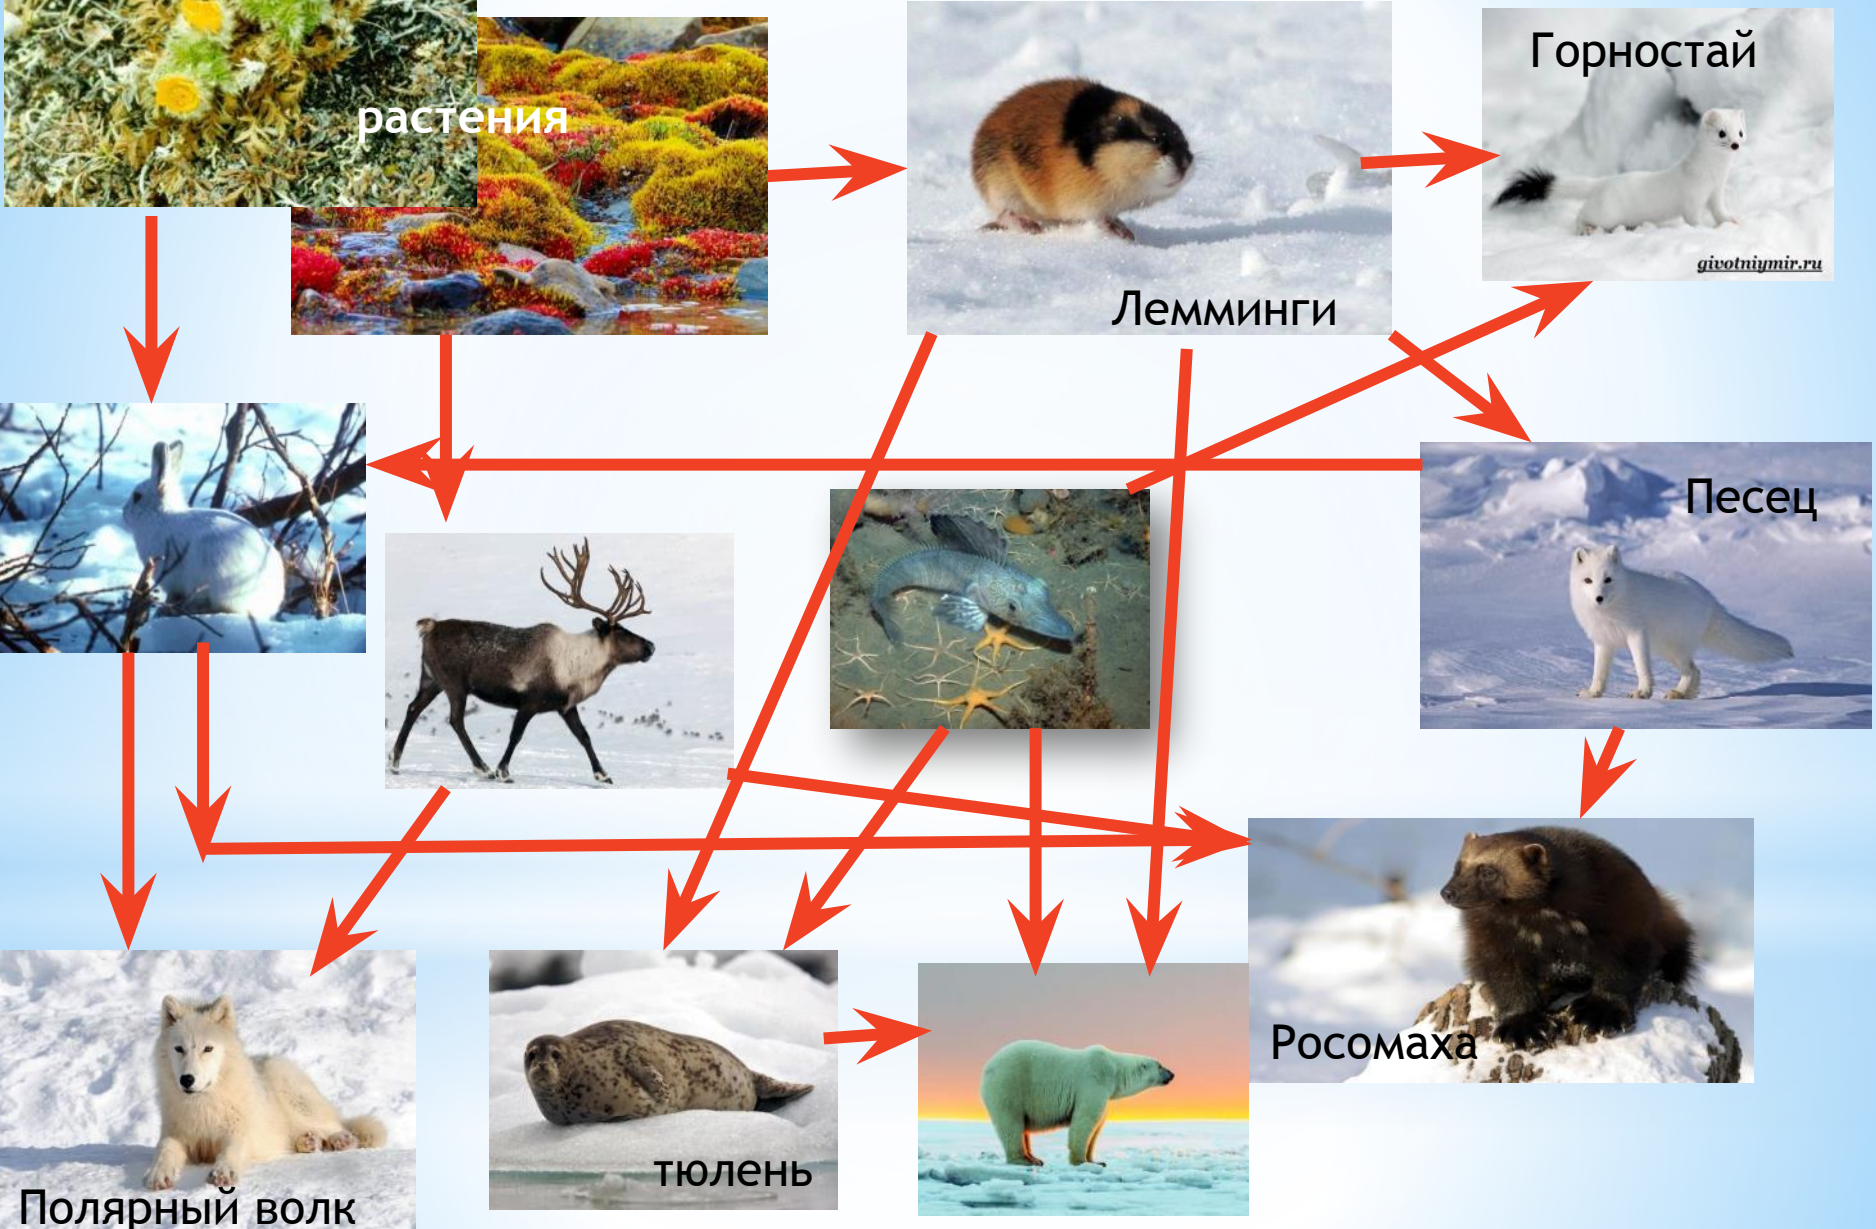 растения
Горностай
givotniymir.ru
Лемминги
Песец
Росомаха
тюлень
Полярный волк